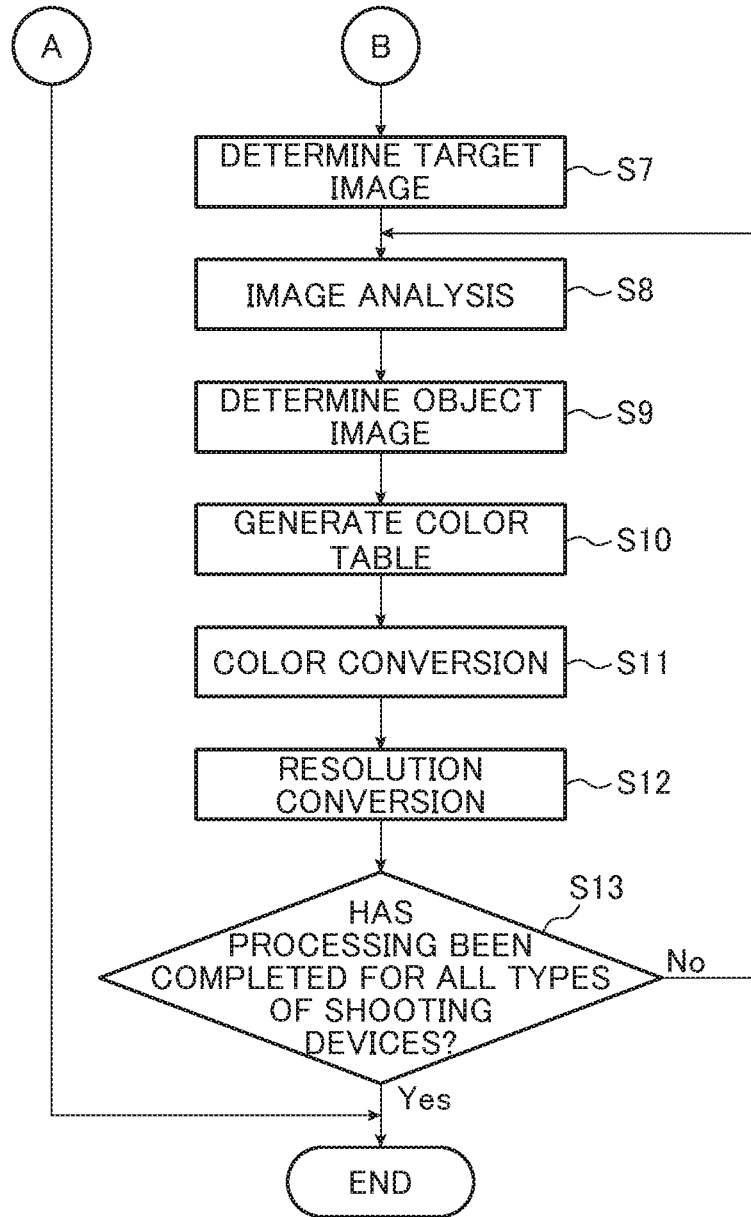 A
B
DETERMINE TARGET
IMAGE
S7
IMAGE ANALYSIS
S8
DETERMINE OBJECT
IMAGE
S9
GENERATE COLOR
TABLE
S10
COLOR CONVERSION
S11
RESOLUTION
CONVERSION
S12
S13
HAS
PROCESSING BEEN
COMPLETED FOR ALL TYPES
OF SHOOTING
DEVICES?
No
Yes
END